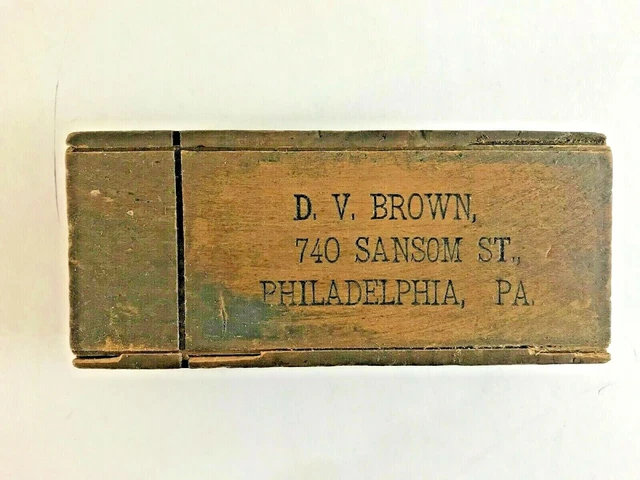 D. V. BROWN,
740 SANSOM ST.,
PHILADELPHIA, PA.